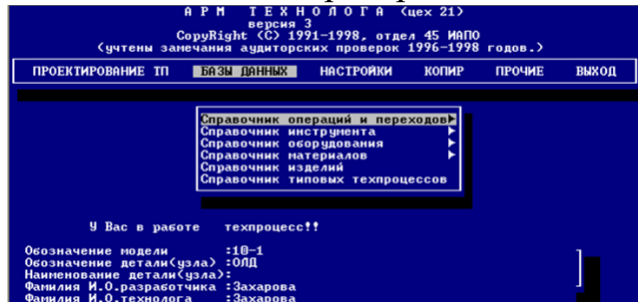 А Р М Т Е Х Н О Л О Г А (цех 21)
версия 3
CopyRight (C) 1991-1998, отдел 45 ИАПО
(учтены замечания аудиторских проверок 1996-1998 годов.)
ПРОЕКТИРОВАНИЕ ТП БАЗЫ ДАННЫХ НАСТРОЙКИ КОПИР ПРОЧИЕ ВЫХОД
Справочник операций и переходов►
Справочник инструмента ►
Справочник оборудования ►
Справочник материалов ►
Справочник изделий
Справочник типовых техпроцессов
У Вас в работе техпроцесс!!
Обозначение модели :10-1
Обозначение детали(узла) :ОЛД
Наименование детали(узла):
Фамилия И.О.разработчика :Захарова
Фамилия И.О.технолога :Захарова